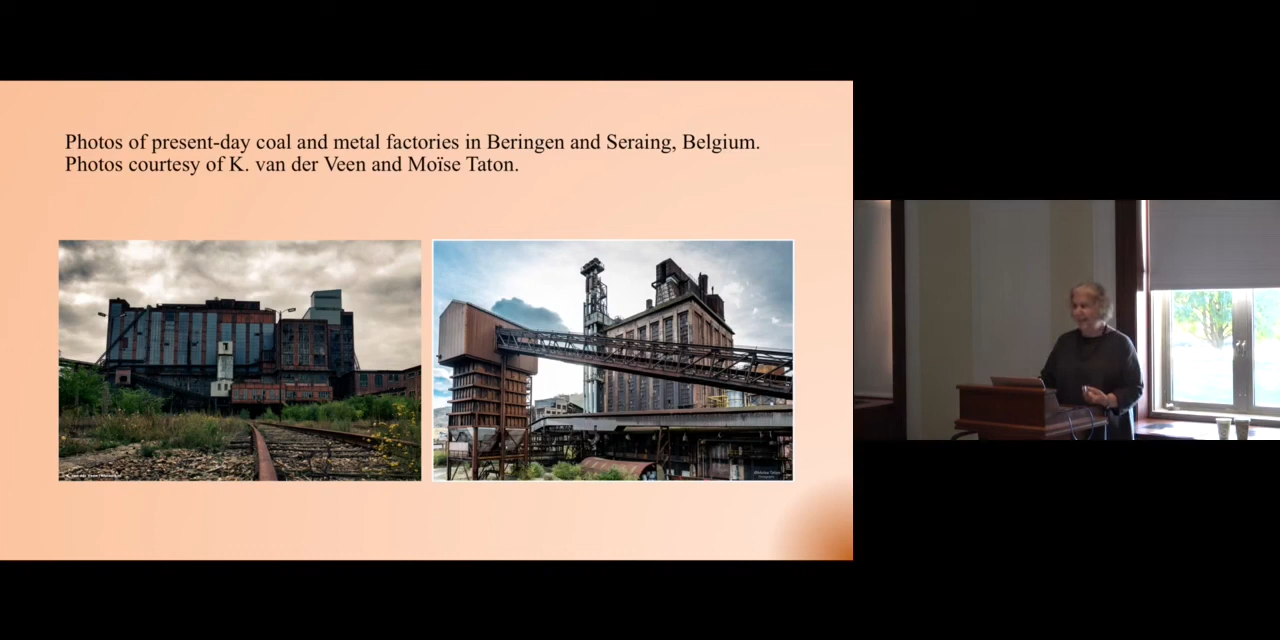 Photos of present-day coal and metal factories in Beringen and Seraing, Belgium.
Photos courtesy of K. van der Veen and Moïse Taton.